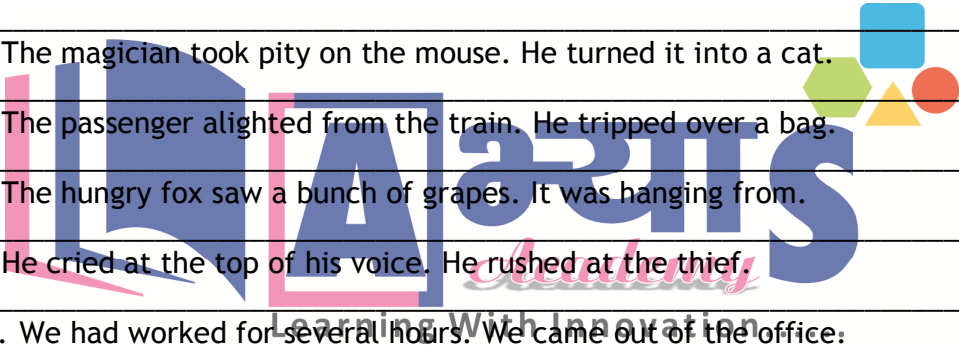 The magician took pity on the mouse. He turned it into a cat.
The passenger alighted from the train. He tripped over a bag.
The hungry fox saw a bunch of grapes. It was hanging from.
He cried at the top of his voice. He rushed at the thief.
. We had worked for several hours. We came out of the office.
Aभ्याS
Academy
Learning With Innovation......